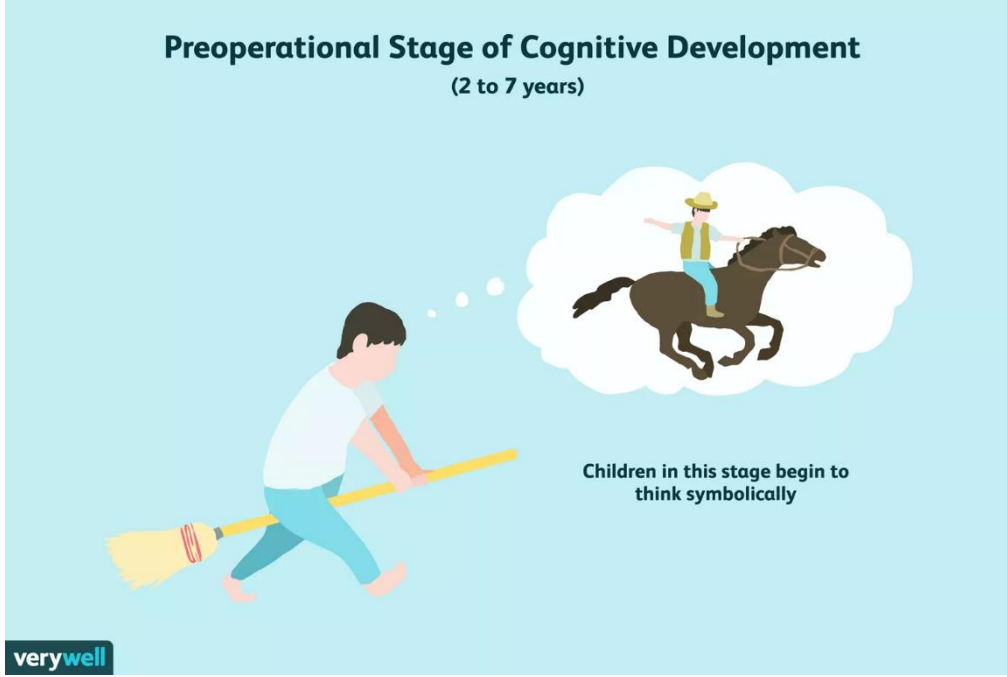 Preoperational Stage of Cognitive Development
(2 to 7 years)
Children in this stage begin to
think symbolically
verywell